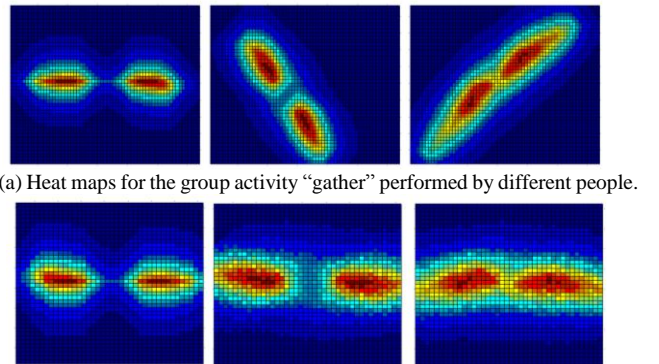 (a) Heat maps for the group activity “gather” performed by different people.